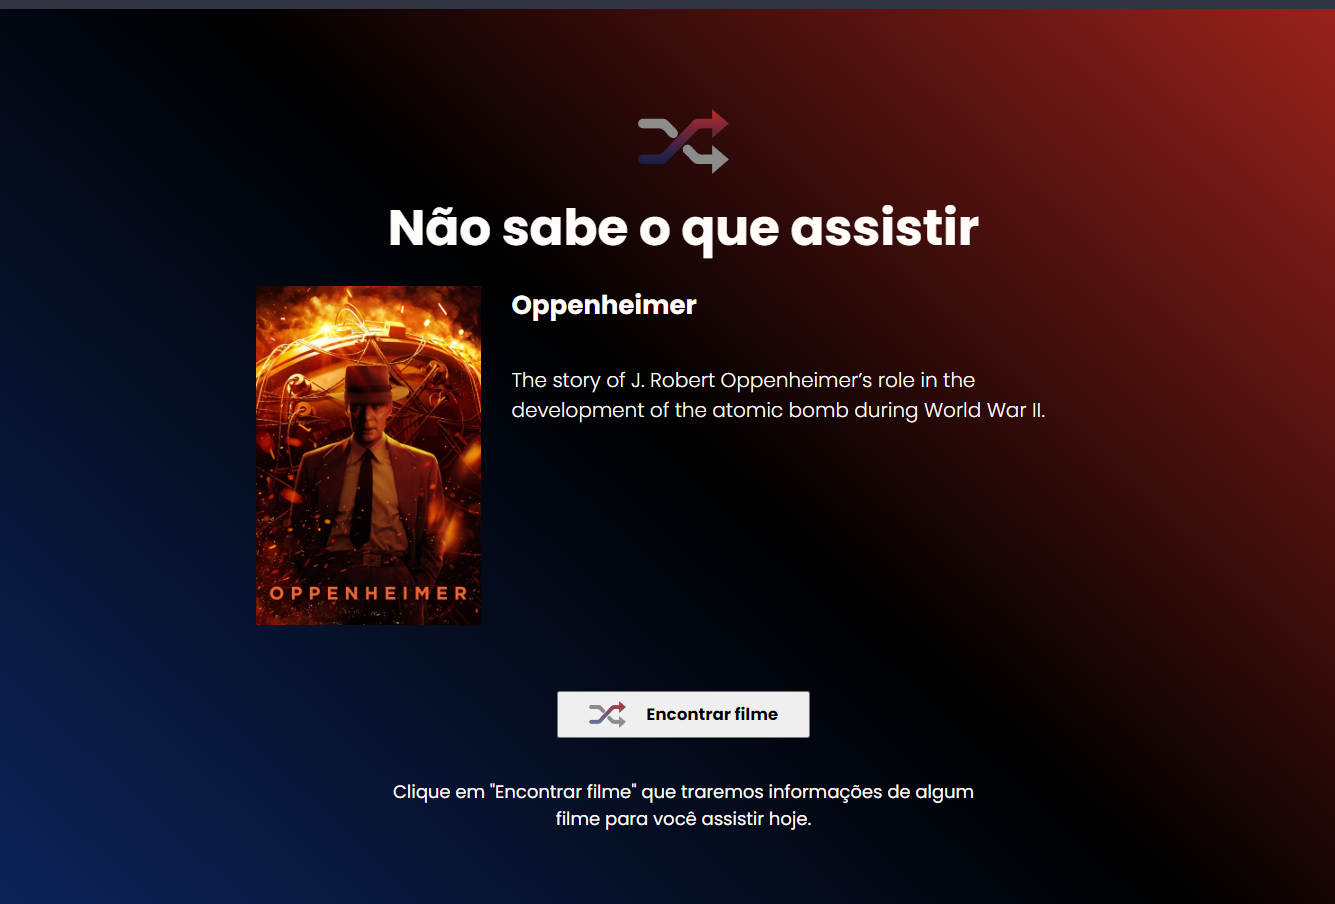 Não sabe o que assistir
Oppenheimer
The story of J. Robert Oppenheimer’s role in the
development of the atomic bomb during World War II.
OPPENHEIMER
Encontrar filme
Clique em "Encontrar filme" que traremos informações de algum
filme para você assistir hoje.